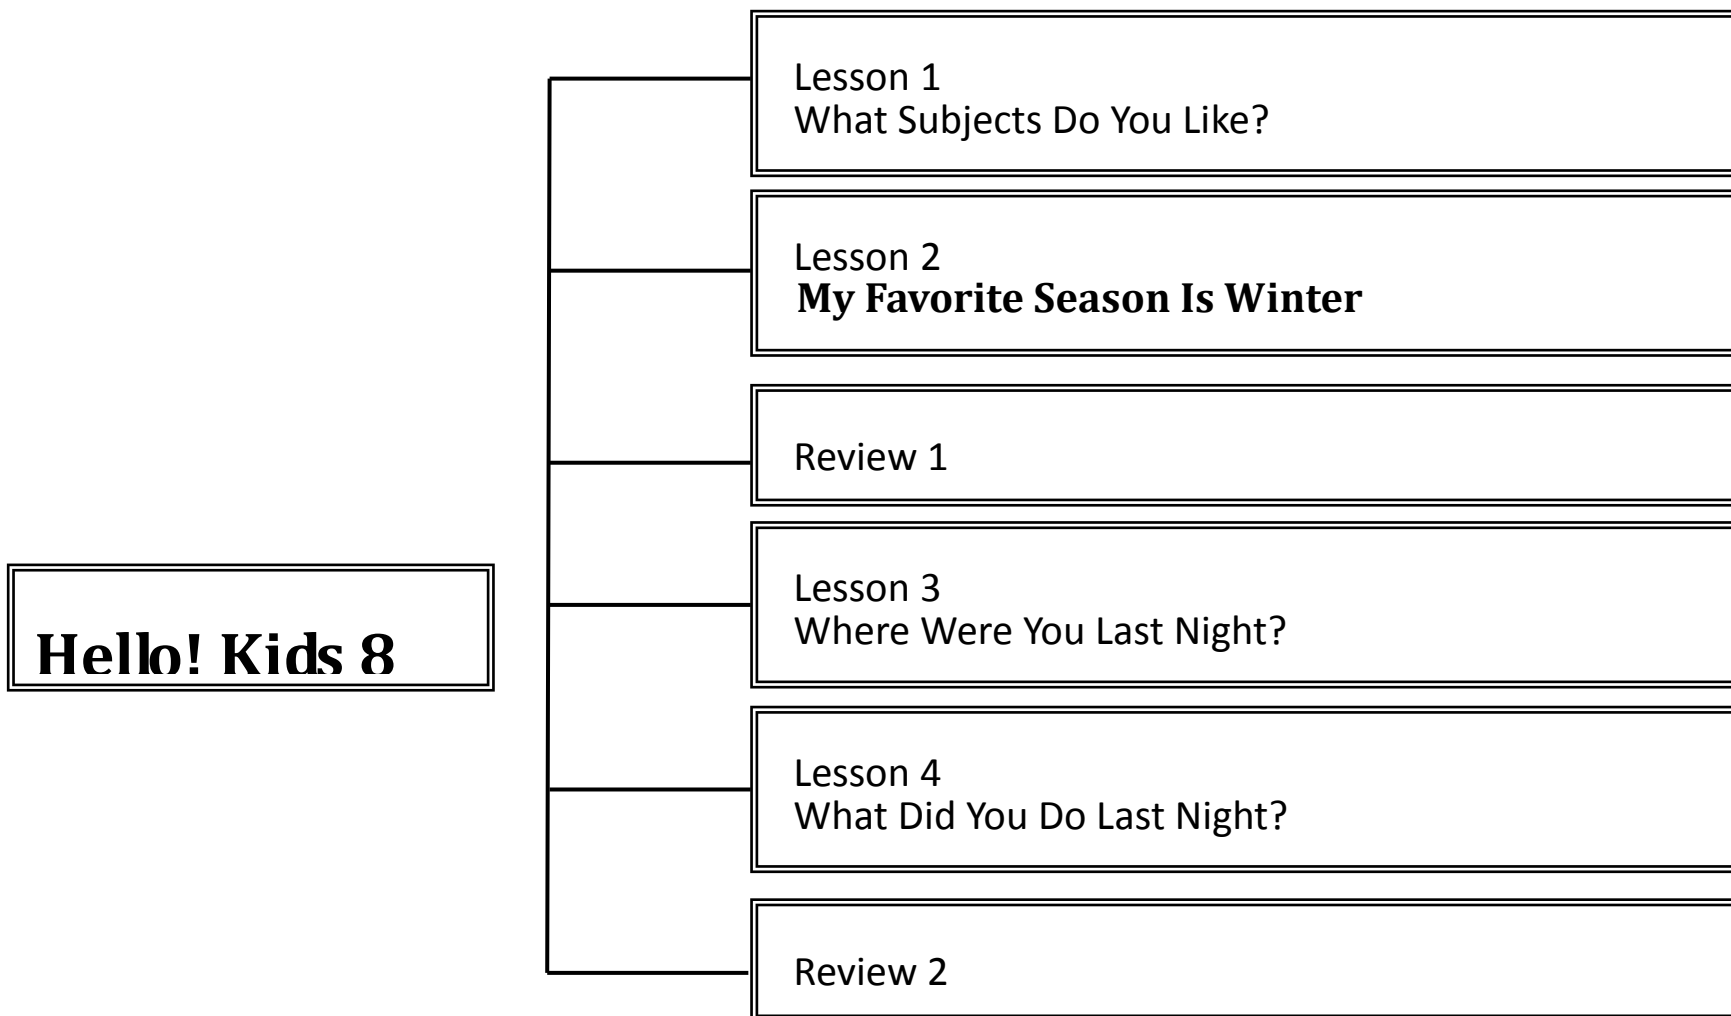 Lesson 1
What Subjects Do You Like?
Lesson 2
My Favorite Season Is Winter
Review 1
Hello! Kids 8
Lesson 3
Where Were You Last Night?
Lesson 4
What Did You Do Last Night?
Review 2